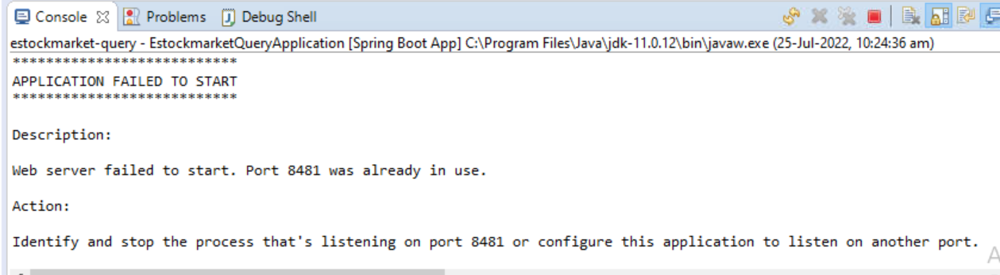 Console Problems Debug Shell
estockmarket-query - EstockmarketQueryApplication [Spring Boot App] C:\Program Files\Java\jdk-11.0.12\bin\javaw.exe (25-Jul-2022, 10:24:36 am)
***************************
APPLICATION FAILED TO START
***************************
Description:
Web server failed to start. Port 8481 was already in use.
Action:
Identify and stop the process that's listening on port 8481 or configure this application to listen on another port.